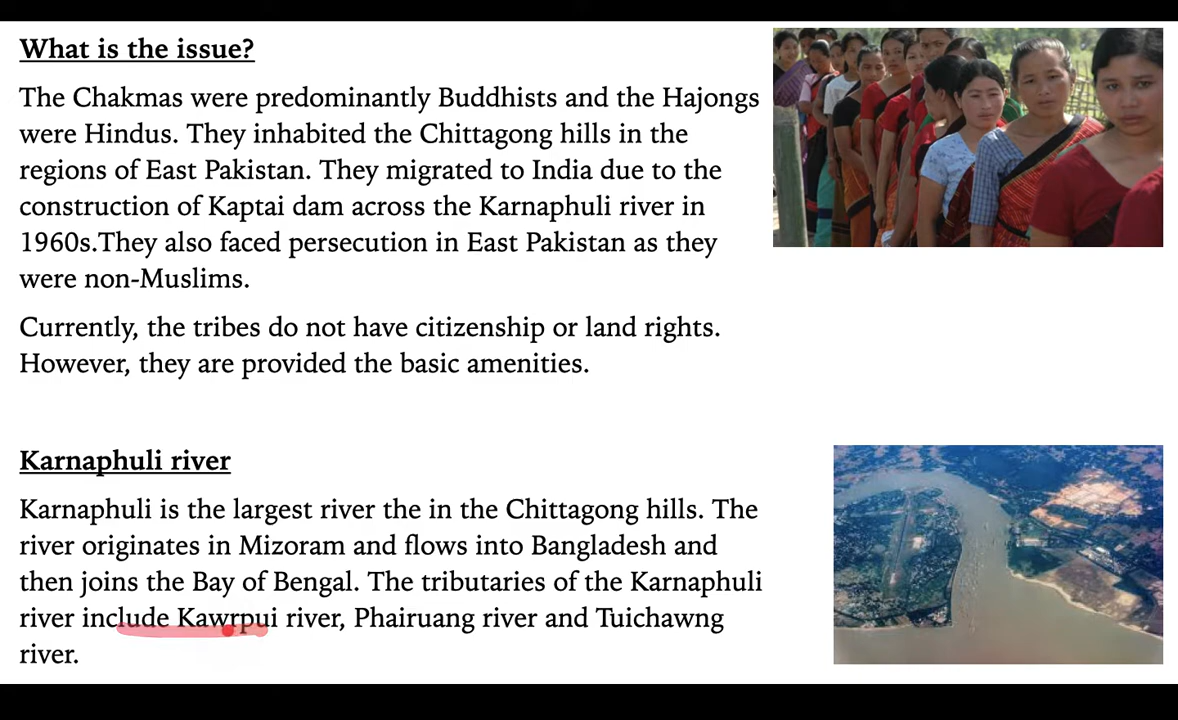 What is the issue?
The Chakmas were predominantly Buddhists and the Hajongs
were Hindus. They inhabited the Chittagong hills in the
regions of East Pakistan. They migrated to India due to the
construction of Kaptai dam across the Karnaphuli river in
1960s.They also faced persecution in East Pakistan as they
were non-Muslims.
Currently, the tribes do not have citizenship or land rights.
However, they are provided the basic amenities.
Karnaphuli river
Karnaphuli is the largest river the in the Chittagong hills. The
river originates in Mizoram and flows into Bangladesh and
then joins the Bay of Bengal. The tributaries of the Karnaphuli
river include Kawrpui river, Phairuang river and Tuichawng
river.